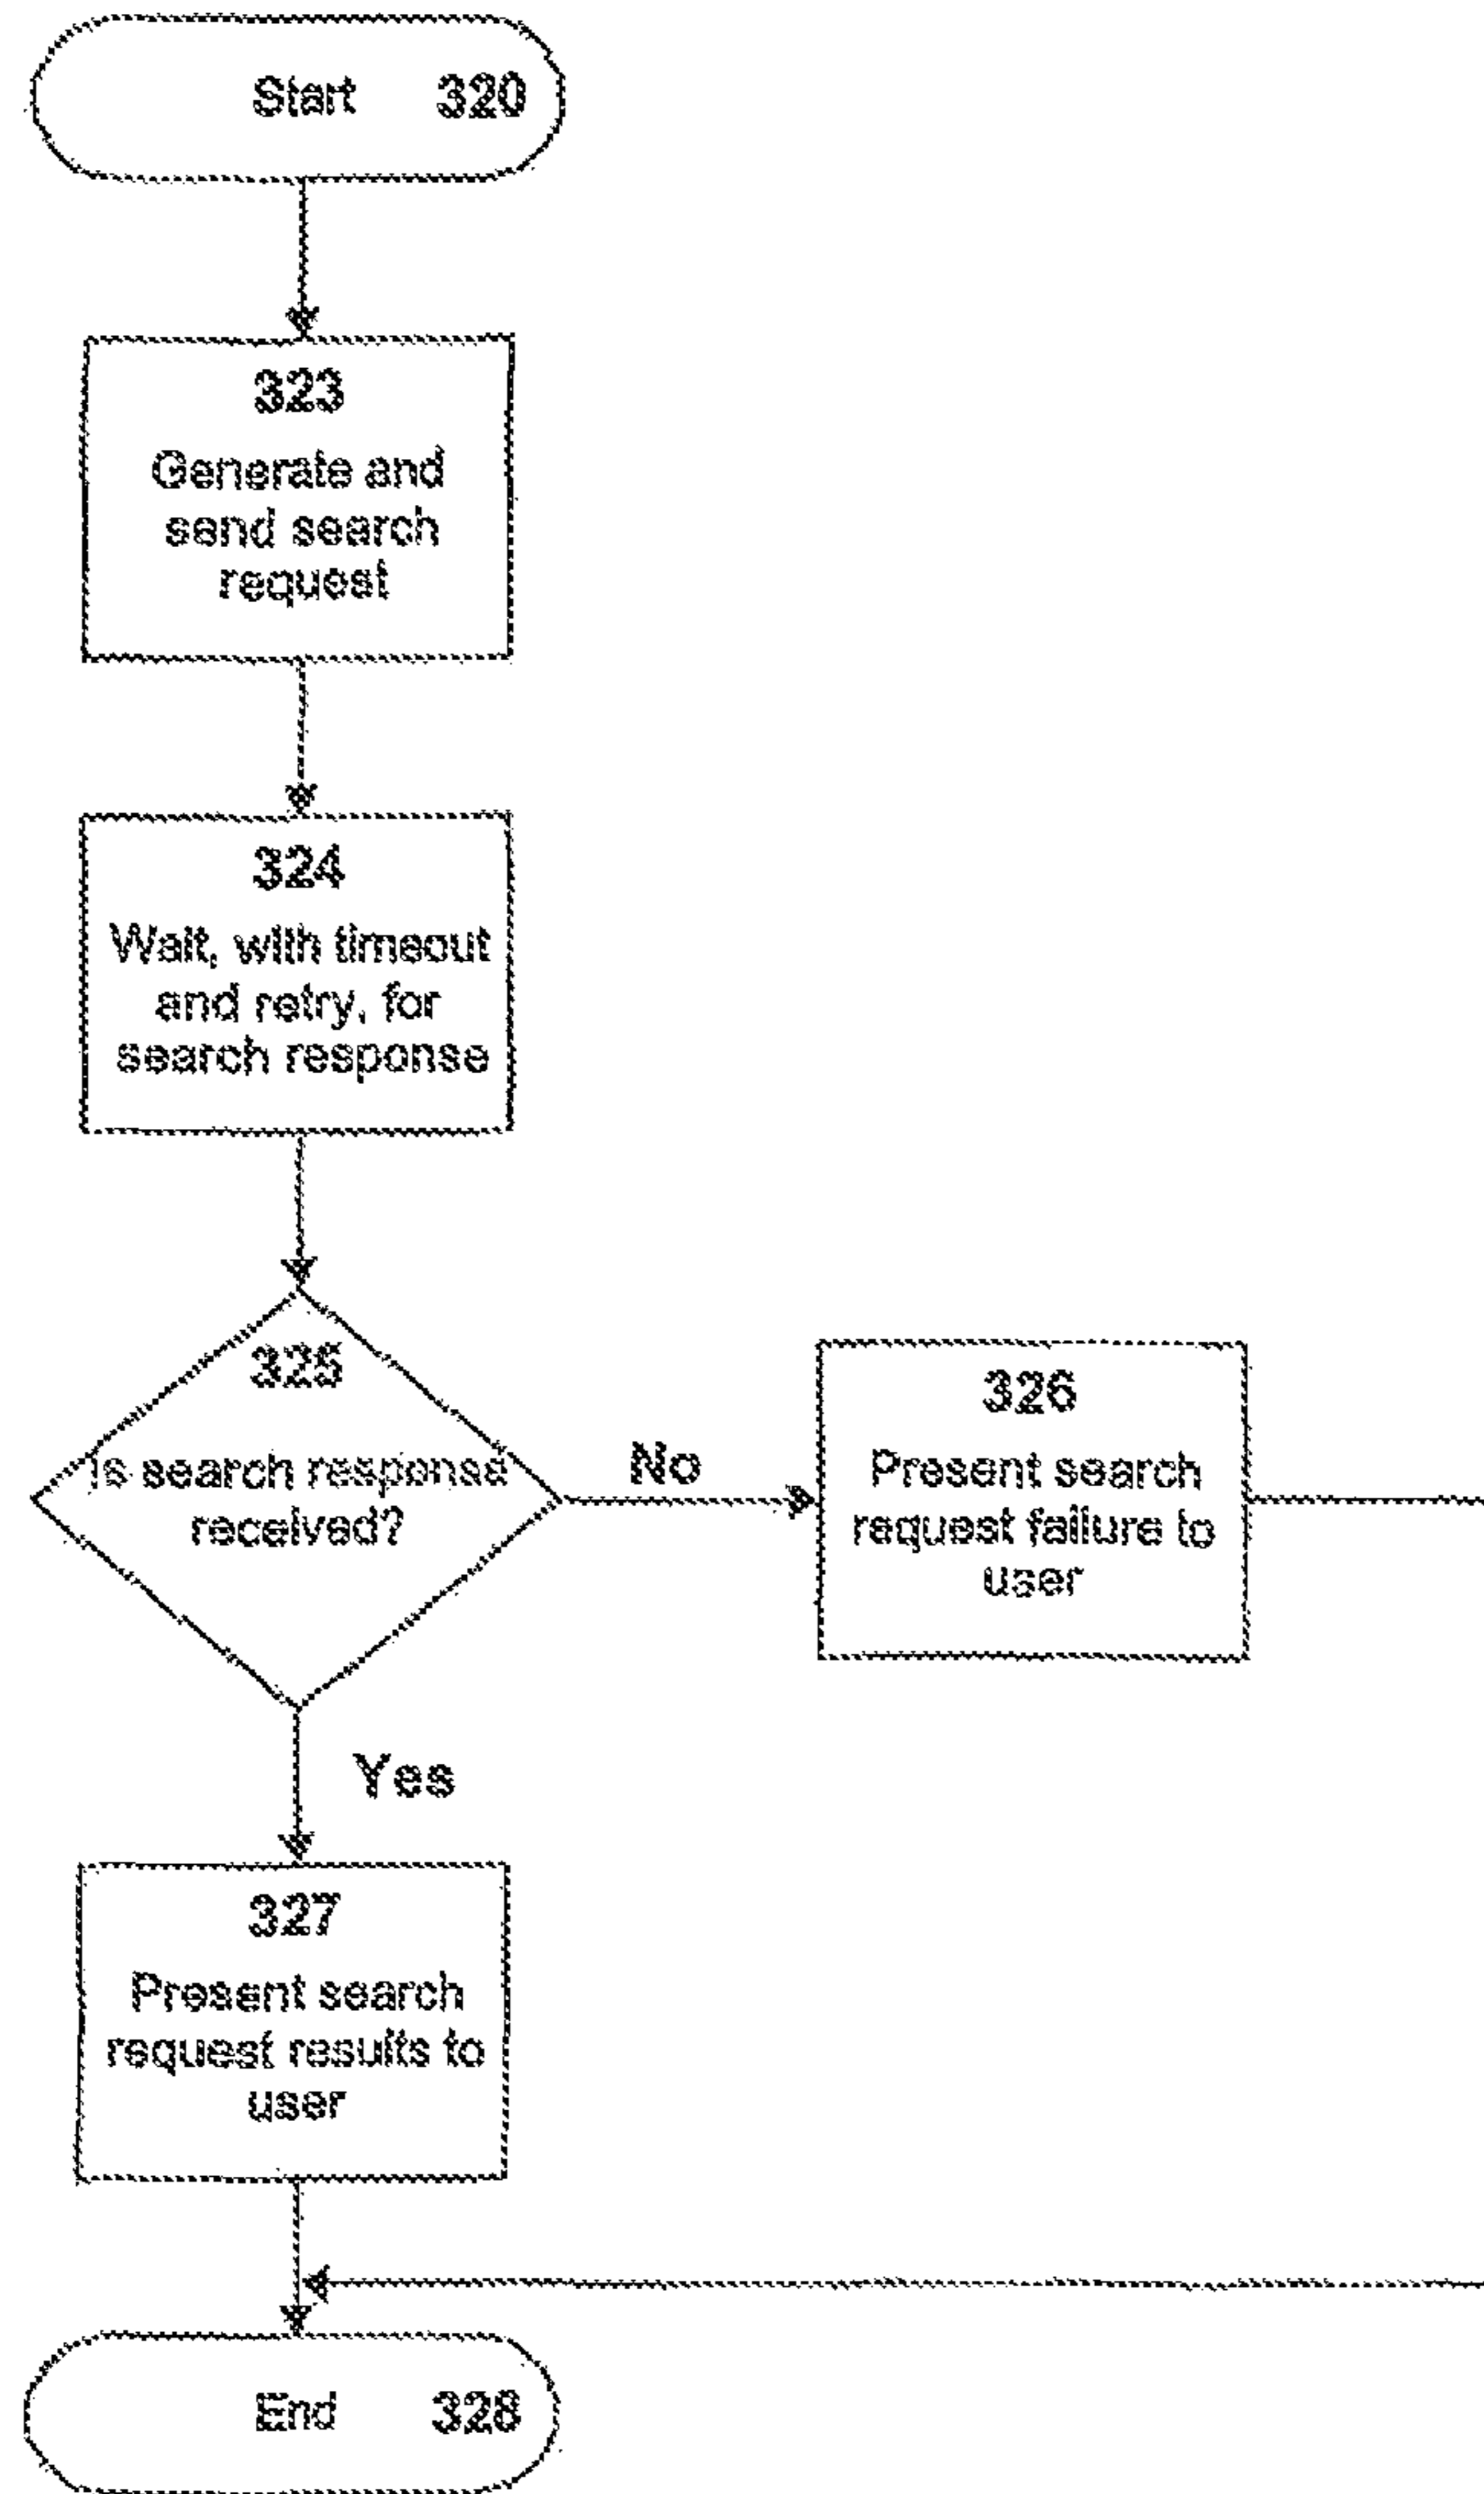 Start 320
323
Generate and
send search
request
324
Wait, with timeout
and retry, for
search response
325
Is search response
received?
No
326
Present search
request failure to
user
Yes
327
Present search
request results to
user
End 328